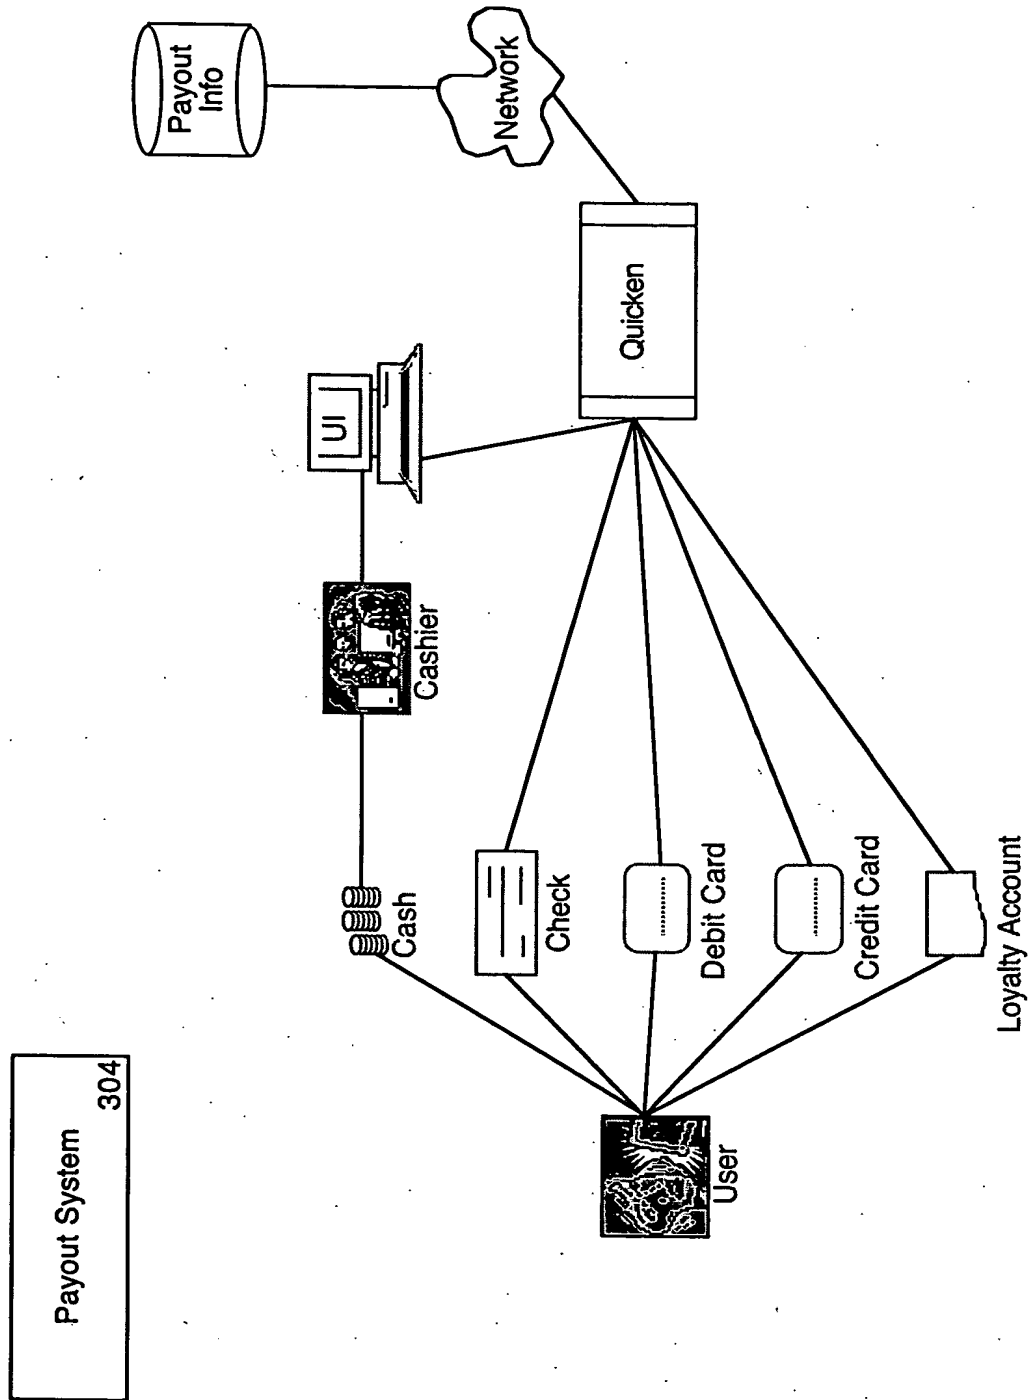 Payout System
304
User
Cash
Check
Debit Card
Credit Card
Loyalty Account
Cashier
UI
Quicken
Network
Payout
Info